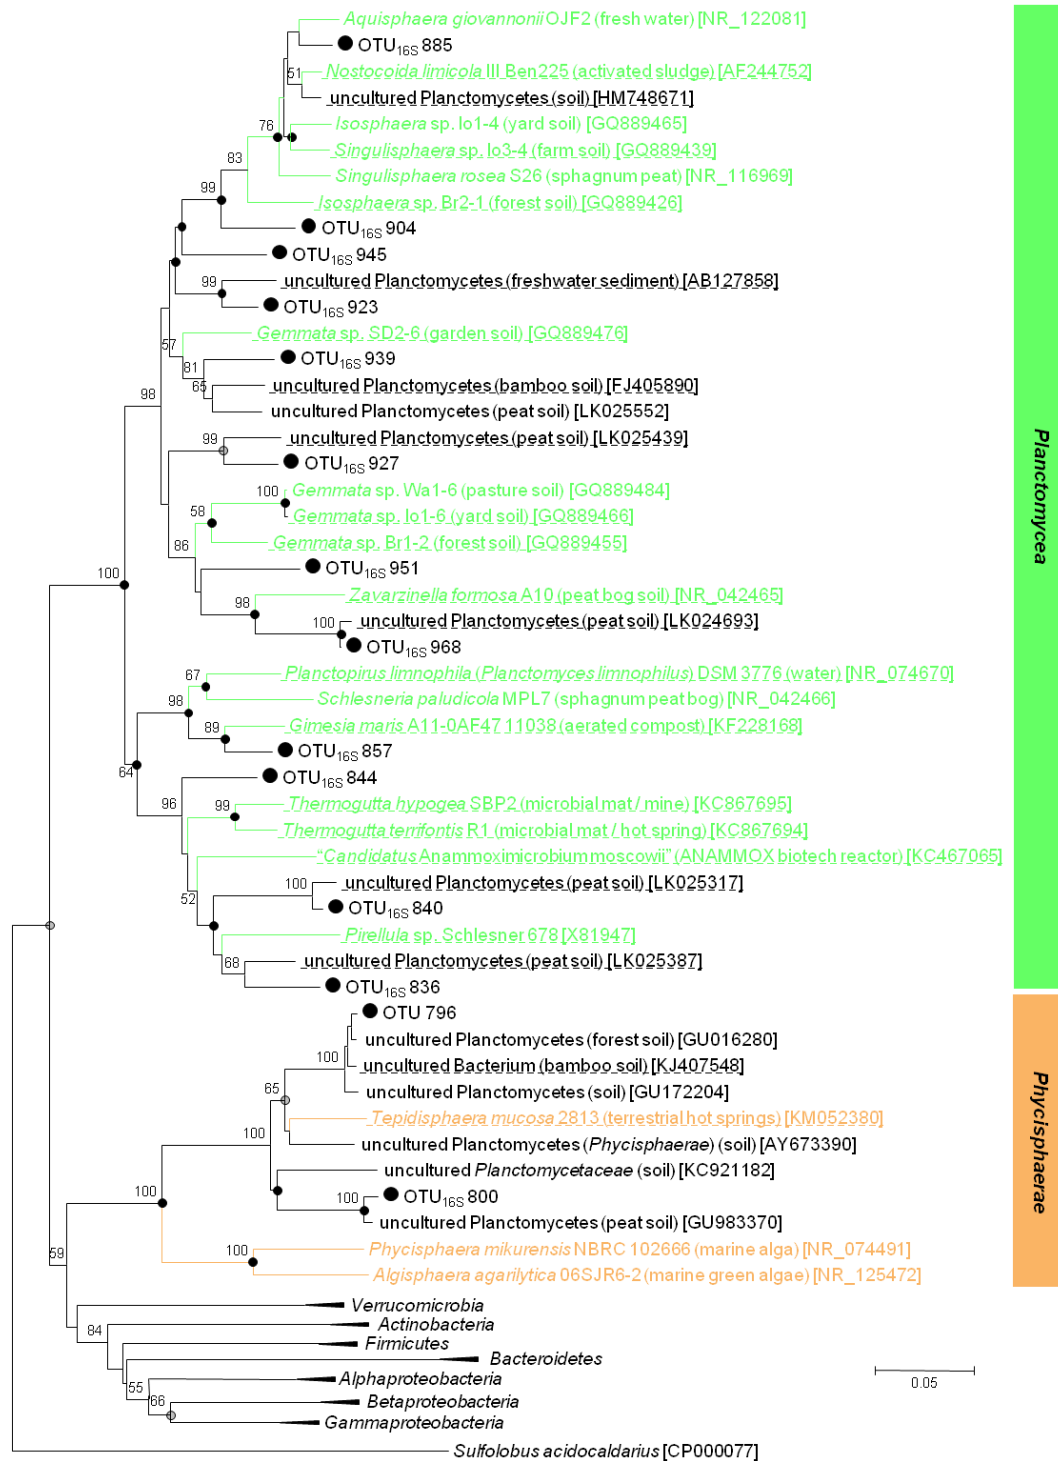 Aquisphaera giovannonii OJF2 (fresh water) [NR_122081]
OTU16S 885
51
Nostocoida limicola III Ben225 (activated sludge) [AF244752]
uncultured Planctomycetes (soil) [HM748671]
76
Isosphaera sp. Io1-4 (yard soil) [GQ889465]
Singulisphaera sp. Io3-4 (farm soil) [GQ889439]
83
Singulisphaera rosea S26 (sphagnum peat) [NR_116969]
99
Isosphaera sp. Br2-1 (forest soil) [GQ889426]
OTU16S 904
OTU16S 945
99
uncultured Planctomycetes (freshwater sediment) [AB127858]
OTU16S 923
57
Gemmata sp. SD2-6 (garden soil) [GQ889476]
81
OTU16S 939
65
uncultured Planctomycetes (bamboo soil) [FJ405890]
98
uncultured Planctomycetes (peat soil) [LK025552]
99
uncultured Planctomycetes (peat soil) [LK025439]
OTU16S 927
100
Gemmata sp. Wa1-6 (pasture soil) [GQ889484]
58
Gemmata sp. Io1-6 (yard soil) [GQ889466]
86
Gemmata sp. Br1-2 (forest soil) [GQ889455]
OTU16S 951
100
98
Zavarzinella formosa A10 (peat bog soil) [NR_042465]
100
uncultured Planctomycetes (peat soil) [LK024693]
OTU16S 968
67
Planctopirus limnophila (Planctomyces limnophilus) DSM 3776 (water) [NR_074670]
98
Schlesneria paludicola MPL7 (sphagnum peat bog) [NR_042466]
89
Gimesia maris A11-0AF47 11038 (aerated compost) [KF228168]
OTU16S 857
64
OTU16S 844
96
99
Thermogutta hypogea SBP2 (microbial mat / mine) [KC867695]
Thermogutta terrifontis R1 (microbial mat / hot spring) [KC867694]
"Candidatus Anammoximicrobium moscowii" (ANAMMOX biotech reactor) [KC467065]
52
100
uncultured Planctomycetes (peat soil) [LK025317]
OTU16S 840
Pirellula sp. Schlesner 678 [X81947]
68
uncultured Planctomycetes (peat soil) [LK025387]
OTU16S 836
Planctomycea
OTU 796
uncultured Planctomycetes (forest soil) [GU016280]
100
uncultured Bacterium (bamboo soil) [KJ407548]
65
uncultured Planctomycetes (soil) [GU172204]
Tepidisphaera mucosa 2813 (terrestrial hot springs) [KM052380]
100
uncultured Planctomycetes (Phycisphaerae) (soil) [AY673390]
uncultured Planctomycetaceae (soil) [KC921182]
100
100
OTU16S 800
uncultured Planctomycetes (peat soil) [GU983370]
59
100
Phycisphaera mikurensis NBRC 102666 (marine alga) [NR_074491]
Algisphaera agarilytica 06SJR6-2 (marine green algae) [NR_125472]
Phycisphaerae
Verrucomicrobia
84
Actinobacteria
Firmicutes
Bacteroidetes
55
Alphaproteobacteria
66
Betaproteobacteria
Gammaproteobacteria
0.05
Sulfolobus acidocaldarius [CP000077]